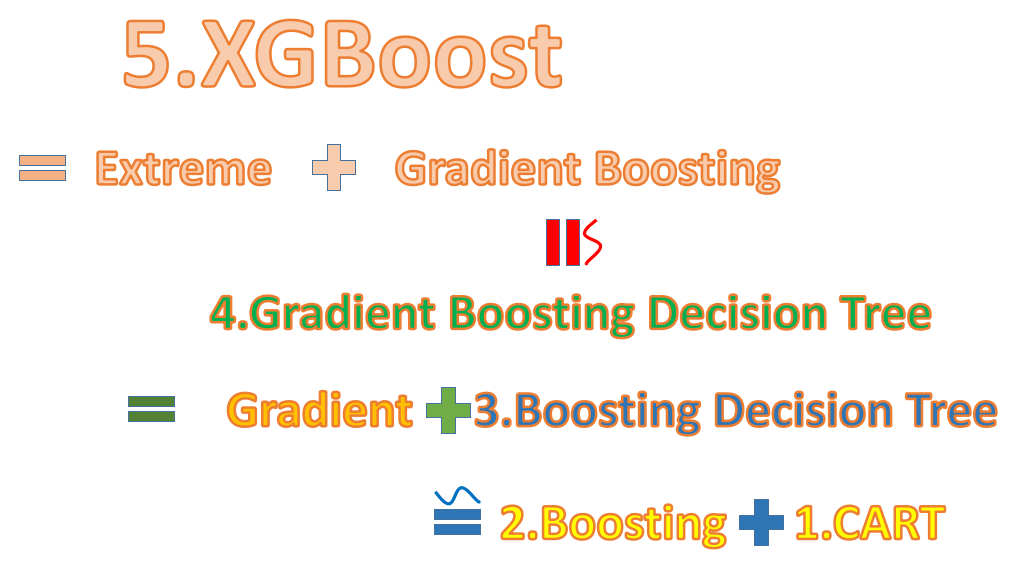 5.XGBoost
= Extreme + Gradient Boosting
≅
4.Gradient Boosting Decision Tree
= Gradient + 3.Boosting Decision Tree
≅ 2.Boosting + 1.CART